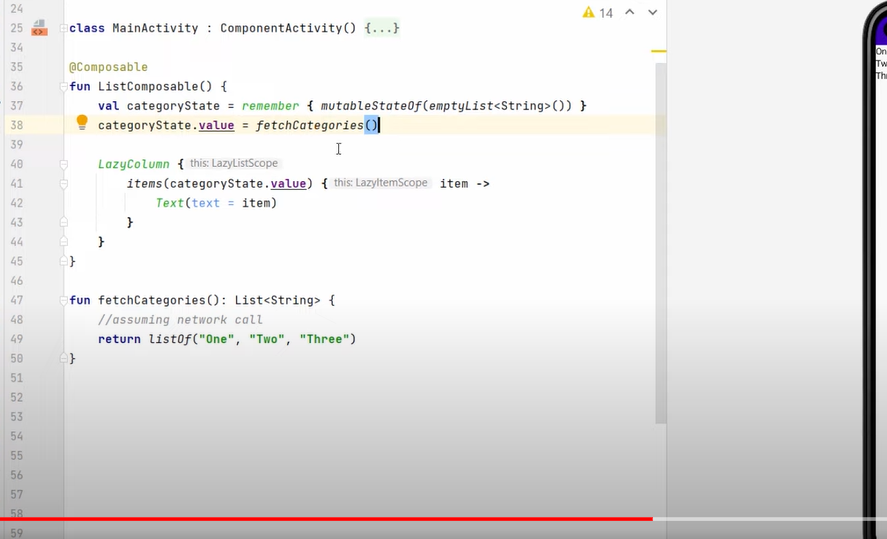 24
14
25 class MainActivity : ComponentActivity() {...}
34
35 @Composable
36 fun ListComposable() {
37 val categoryState = remember { mutableStateOf(emptyList<String>()) }
38 categoryState.value = fetchCategories()
39
40 LazyColumn { this: LazyListScope
41 items(categoryState.value) { this: LazyItemScope item ->
42 Text(text = item)
43 }
44 }
45 }
46
47 fun fetchCategories(): List<String> {
48 //assuming network call
49 return listOf("One", "Two", "Three")
50 }
51
52
53
54
55
56
57
58
59
On
Tw
Thr